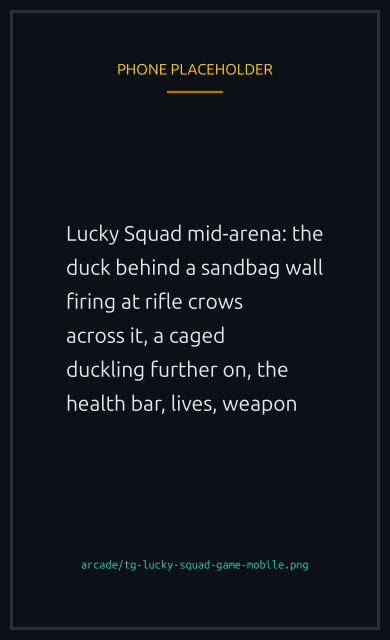 PHONE PLACEHOLDER
Lucky Squad mid-arena: the
duck behind a sandbag wall
firing at rifle crows
across it, a caged
duckling further on, the
health bar, lives, weapon
arcade/tg-lucky-squad-game-mobile.png